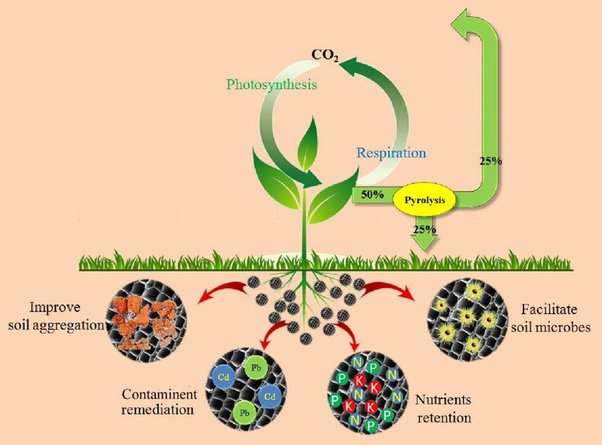 CO₂
Photosynthesis
Respiration
25%
50%
Pyrolysis
25%
Improve
soil aggregation
Facilitate
soil microbes
Contaminent
remediation
Cd
Pb
Cd
Pb
N
P
N
P
K
K
P
N
N
K
K
P
P
N
Nutrients
retention